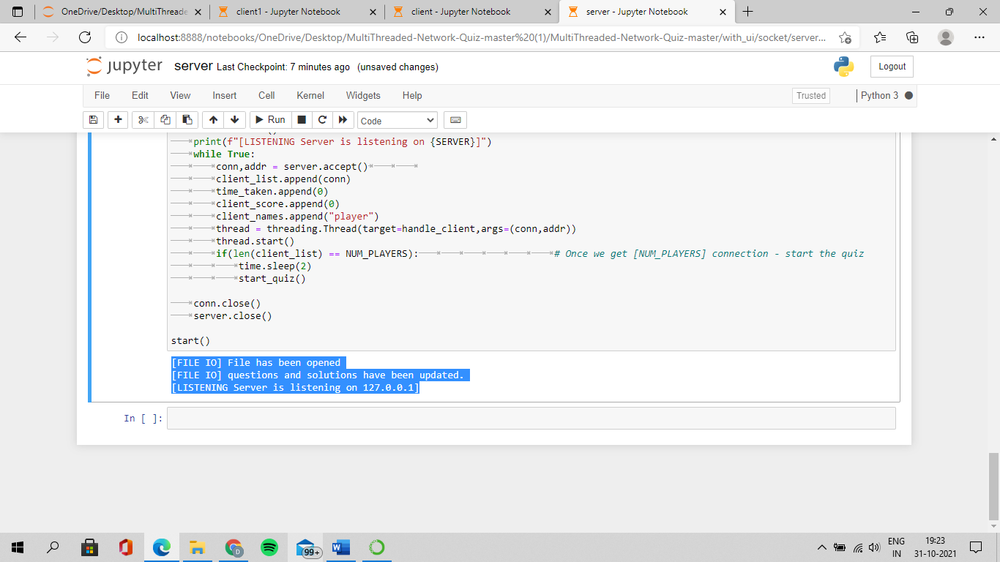 OneDrive/Desktop/MultiThreade
client1 - Jupyter Notebook
client - Jupyter Notebook
server - Jupyter Notebook
localhost:8888/notebooks/OneDrive/Desktop/MultiThreaded-Network-Quiz-master%20(1)/MultiThreaded-Network-Quiz-master/with_ui/socket/server...
jupyter server Last Checkpoint: 7 minutes ago (unsaved changes)
Logout
File Edit View Insert Cell Kernel Widgets Help
Trusted
Python 3
Run
Code
print(f"[LISTENING Server is listening on {SERVER}]")
while True:
conn,addr = server.accept()
client_list.append(conn)
time_taken.append(0)
client_score.append(0)
client_names.append("player")
thread = threading.Thread(target=handle_client,args=(conn,addr))
thread.start()
if(len(client_list) == NUM_PLAYERS): # Once we get [NUM_PLAYERS] connection - start the quiz
time.sleep(2)
start_quiz()
conn.close()
server.close()
start()
[FILE IO] File has been opened
[FILE IO] questions and solutions have been updated.
[LISTENING Server is listening on 127.0.0.1]
In [ ]:
D
99+
W
ENG
IN
19:23
31-10-2021